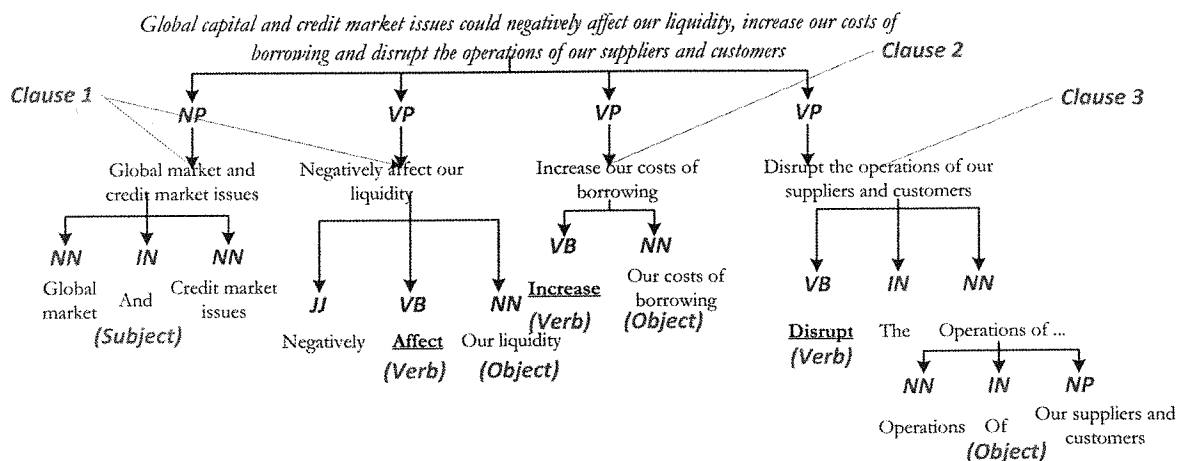 Global capital and credit market issues could negatively affect our liquidity, increase our costs of
borrowing and disrupt the operations of our suppliers and customers
Clause 2
Clause 1
Clause 3
NP
VP
VP
VP
Global market and
credit market issues
Negatively affect our
liquidity
Increase our costs of
borrowing
Disrupt the operations of our
suppliers and customers
NN
IN
NN
Global
market
And
Credit market
issues
(Subject)
JJ
VB
NN
Negatively
Affect
Our liquidity
(Verb)
(Object)
VB
NN
Increase
Our costs of
borrowing
(Verb)
(Object)
VB
IN
NN
Disrupt
The
Operations of ...
(Verb)
NN
IN
NP
Operations
Of
Our suppliers and
customers
(Object)